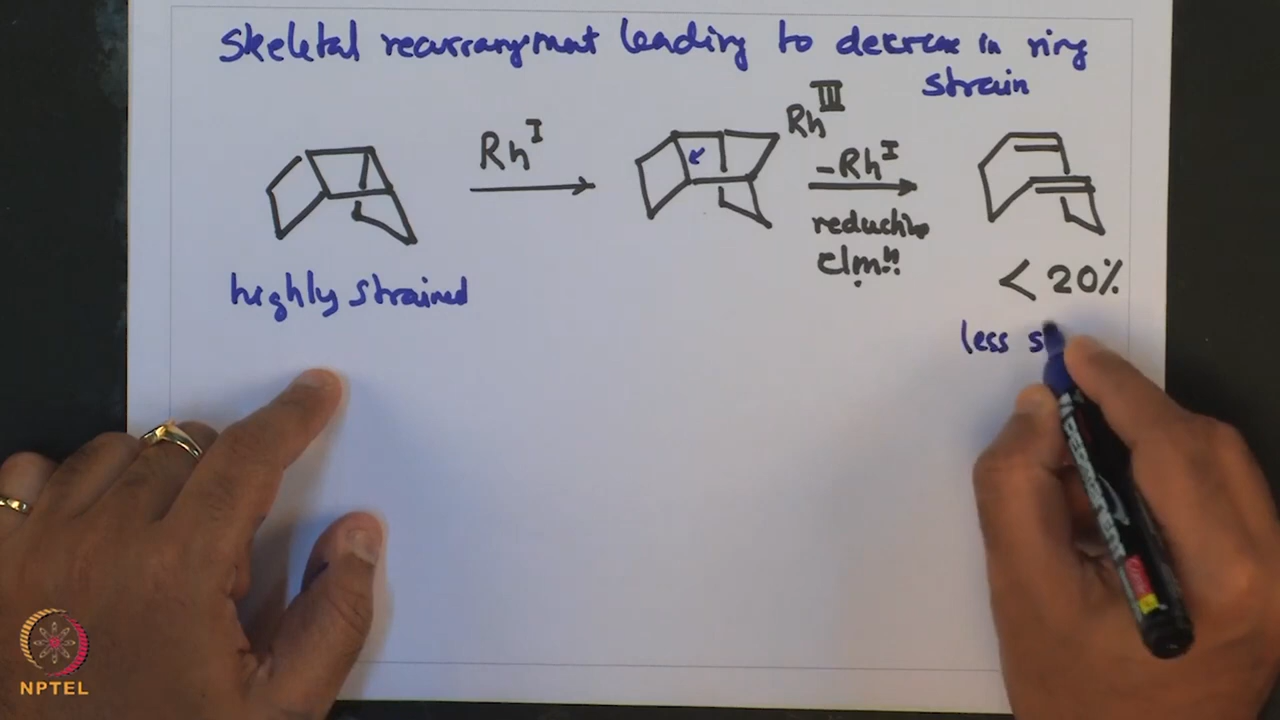 Skeletal rearrangment leading to decrease in ring
strain
Rh^I
Rh^III
-Rh^I
reductive
elm^n.
highly strained
< 20%
less s
NPTEL